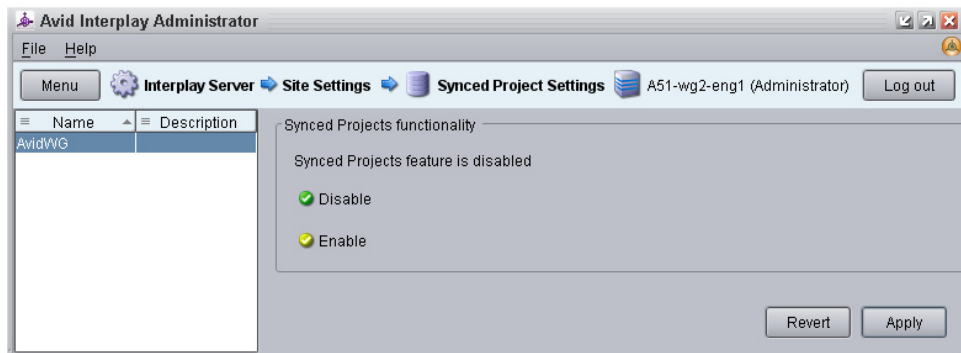 Avid Interplay Administrator
File Help
Menu Interplay Server Site Settings Synced Project Settings A51-wg2-eng1 (Administrator) Log out
Name Description
AvidWG
Synced Projects functionality
Synced Projects feature is disabled
Disable
Enable
Revert Apply